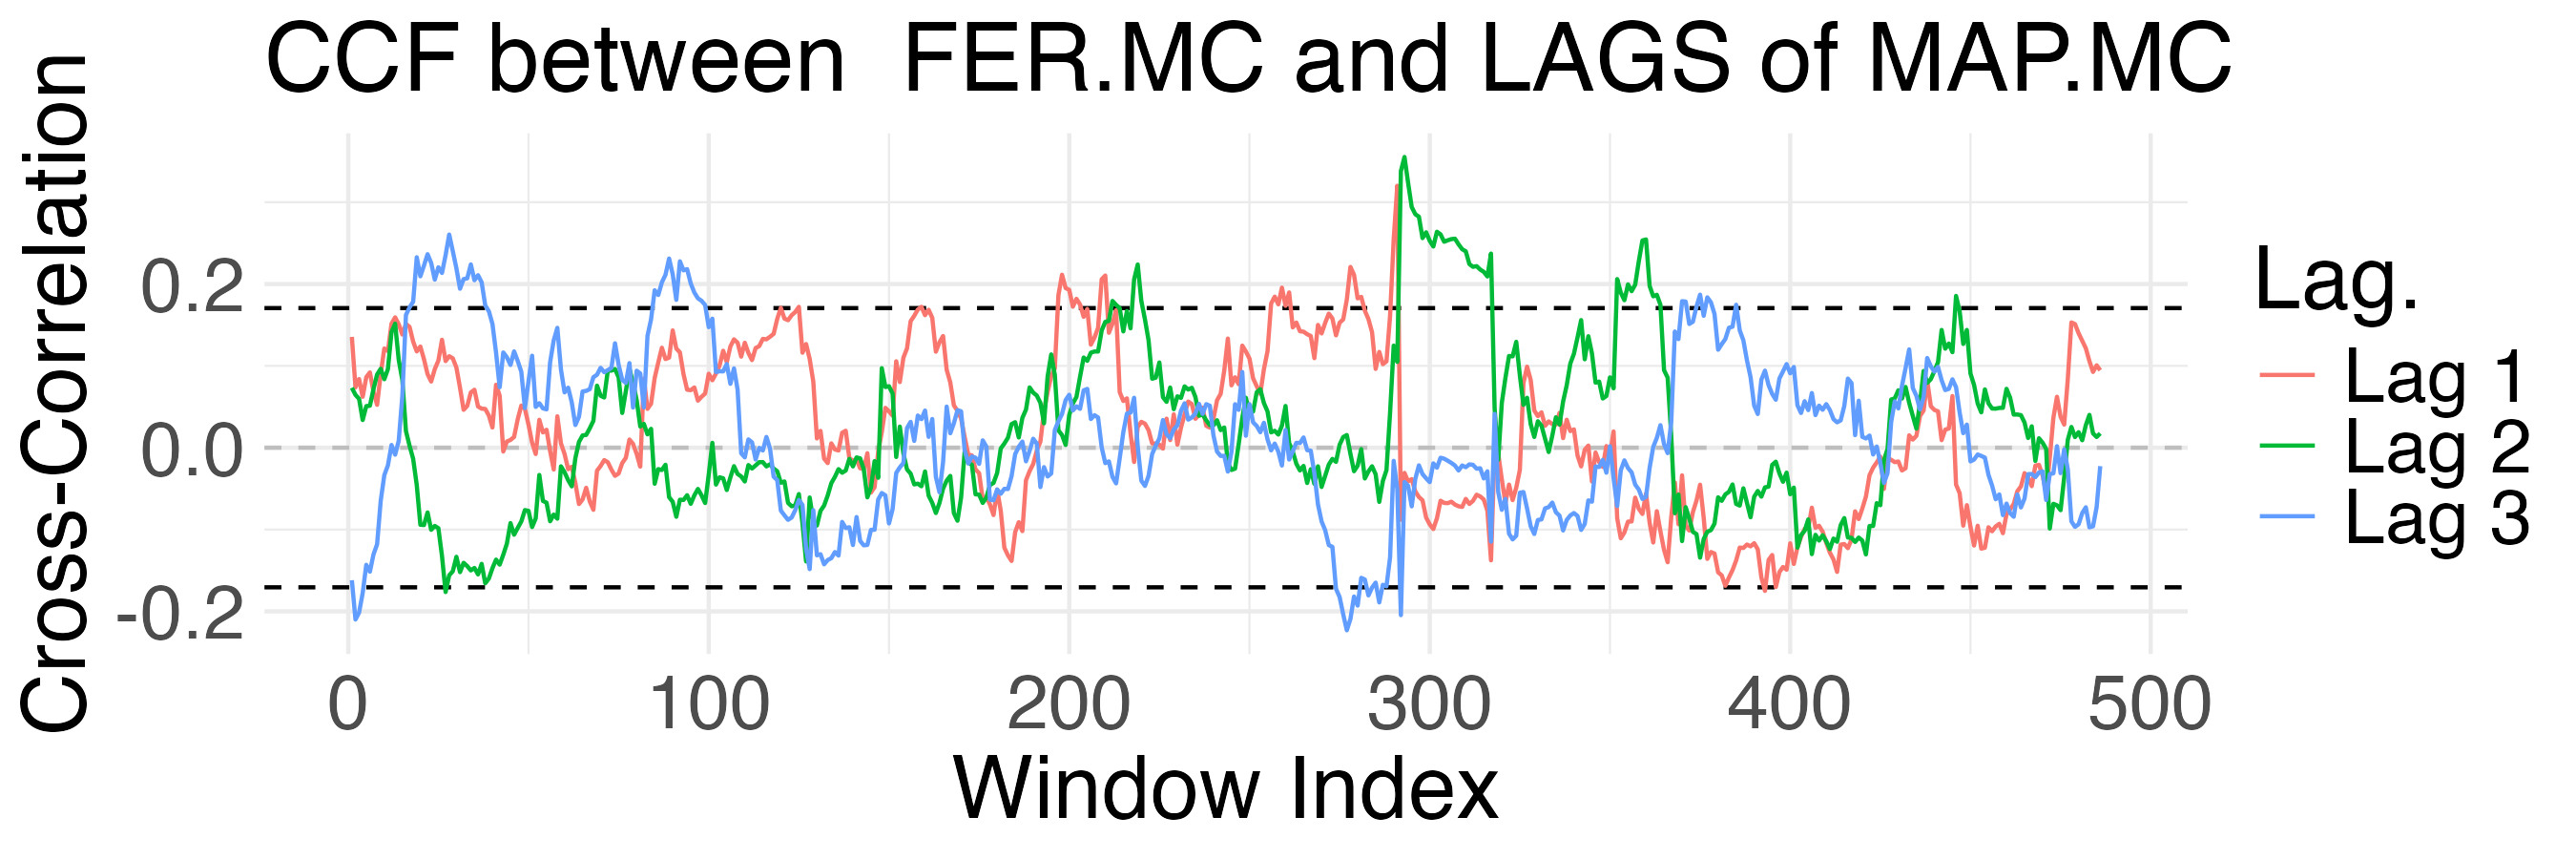 CCF between  FER.MC and LAGS of MAP.MC
Cross-Correlation
0.2
0.0
-0.2
0 100 200 300 400 500
Window Index
Lag.
Lag 1
Lag 2
Lag 3